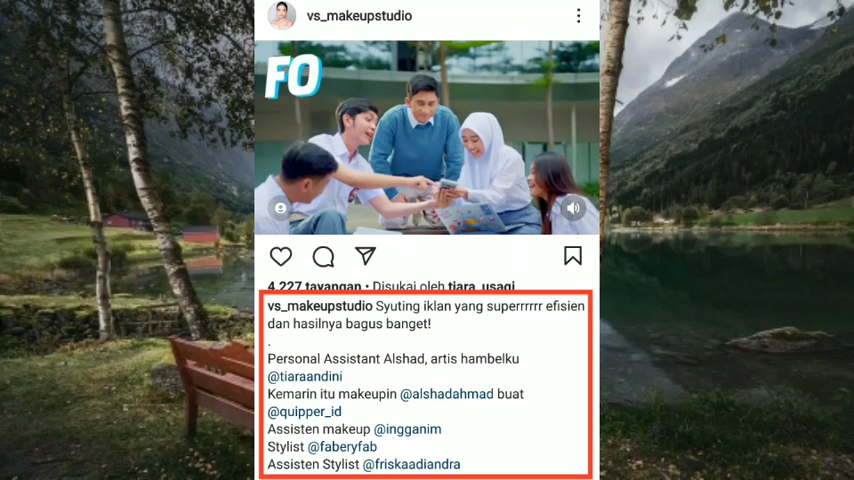 vs_makeupstudio
FO
4.227 tayangan • Disukai oleh tiara_usagi
vs_makeupstudio Syuting iklan yang superrrrrr efisien
dan hasilnya bagus banget!
.
Personal Assistant Alshad, artis hambelku
@tiaraandini
Kemarin itu makeupin @alshadahmad buat
@quipper_id
Assisten makeup @ingganim
Stylist @faberyfab
Assisten Stylist @friskaadiandra